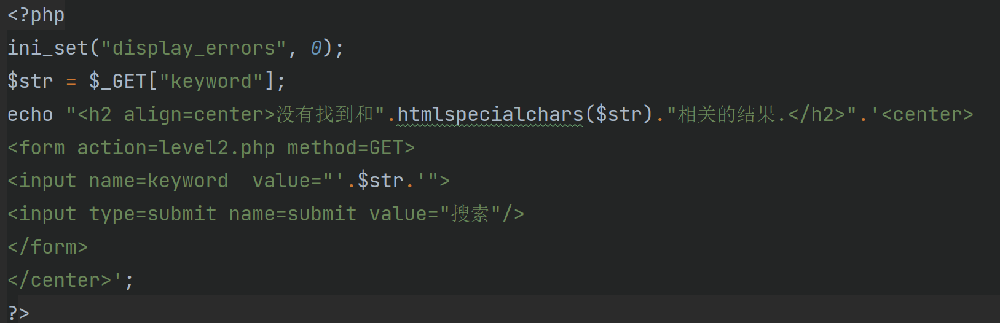 <?php
ini_set("display_errors", 0);
$str = $_GET["keyword"];
echo "<h2 align=center>没有找到和".htmlspecialchars($str)."相关的结果.</h2>".'<center>
<form action=level2.php method=GET>
<input name=keyword  value="'.$str.'">
<input type=submit name=submit value="搜索"/>
</form>
</center>';
?>